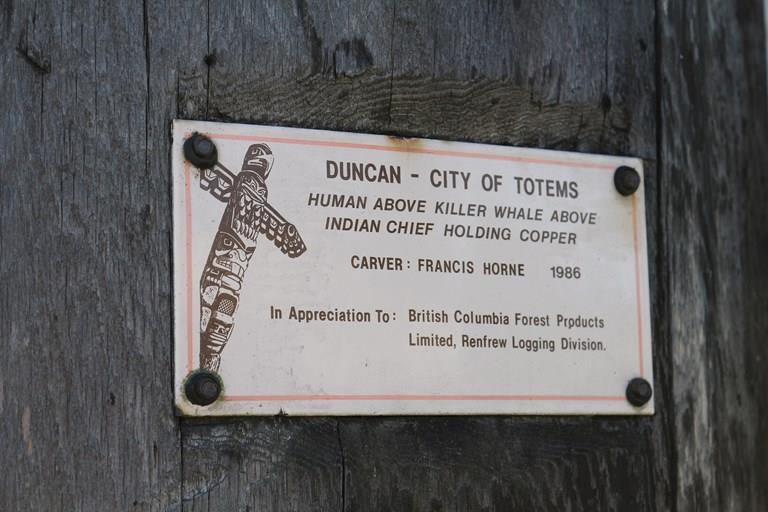 DUNCAN - CITY OF TOTEMS
HUMAN ABOVE KILLER WHALE ABOVE
INDIAN CHIEF HOLDING COPPER
CARVER: FRANCIS HORNE 1986
In Appreciation To: British Columbia Forest Products
Limited, Renfrew Logging Division.